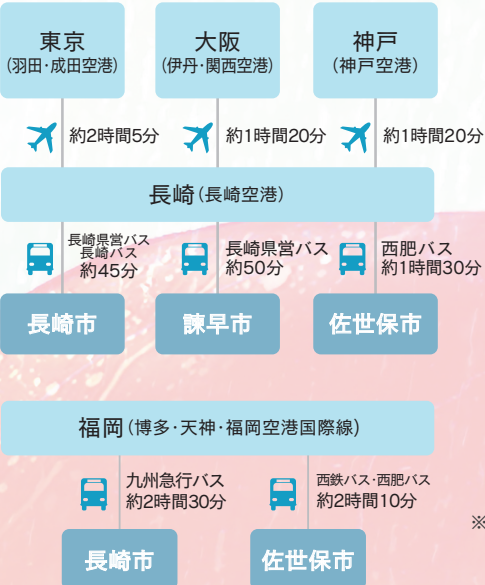 東京
(羽田・成田空港)
大阪
(伊丹・関西空港)
神戸
(神戸空港)
約2時間5分
約1時間20分
約1時間20分
長崎(長崎空港)
長崎県営バス
長崎バス
約45分
長崎県営バス
約50分
西肥バス
約1時間30分
長崎市
諫早市
佐世保市
福岡(博多・天神・福岡空港国際線)
九州急行バス
約2時間30分
西鉄バス・西肥バス
約2時間10分
※
長崎市
佐世保市